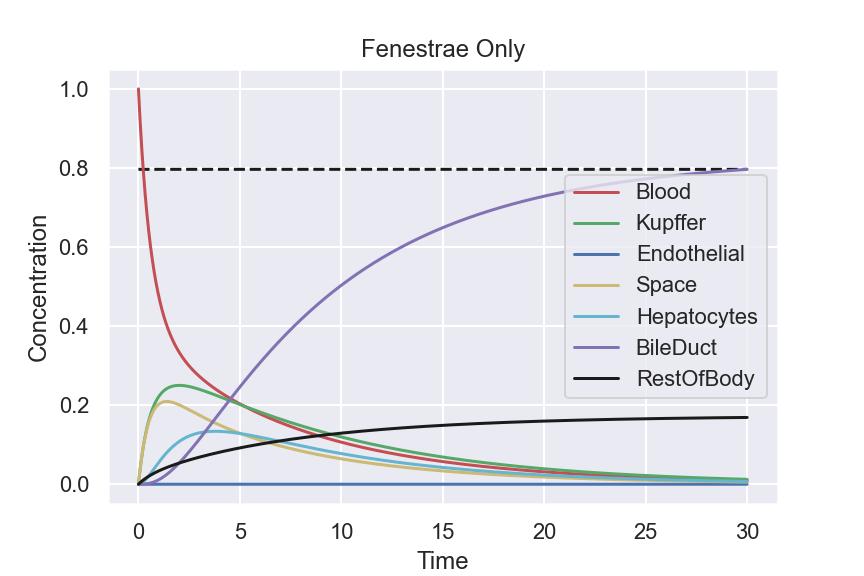 Fenestrae Only
Concentration
1.0
0.8
0.6
0.4
0.2
0.0
Blood
Kupffer
Endothelial
Space
Hepatocytes
BileDuct
RestOfBody
0 5 10 15 20 25 30
Time